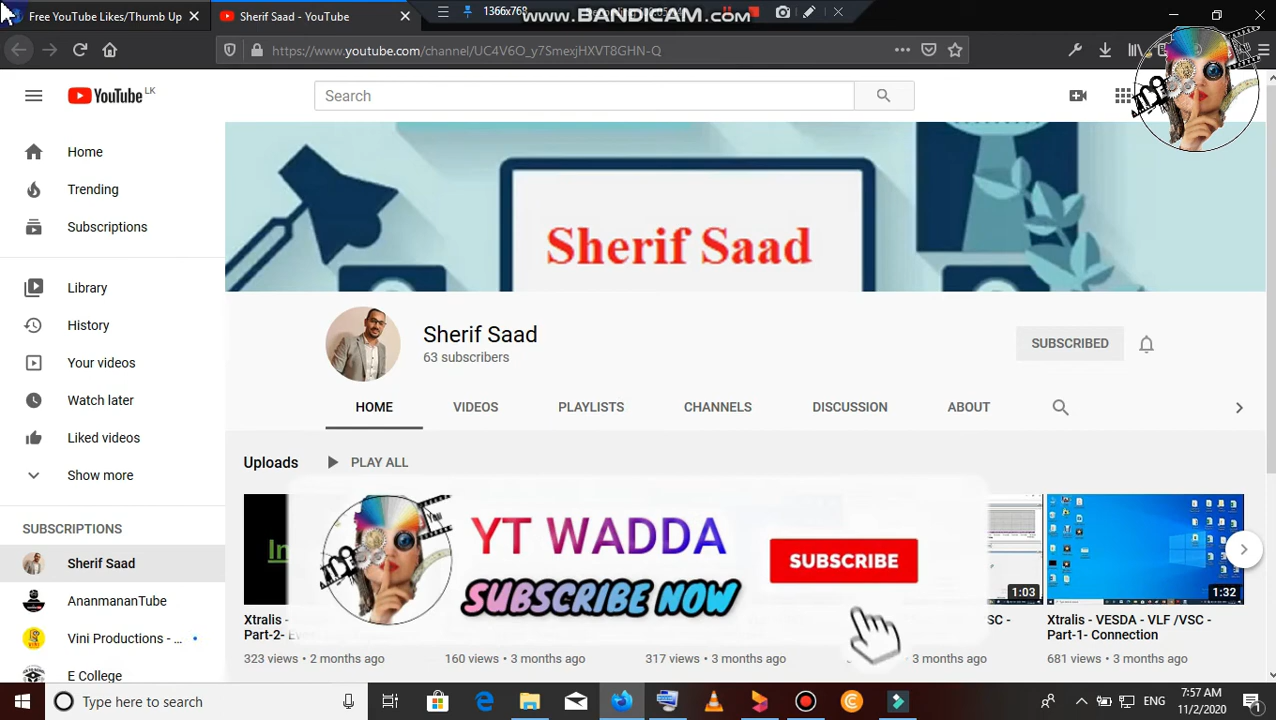 Free YouTube Likes/Thumb Up
Sherif Saad - YouTube
1366x768
www.BANDICAM.com
https://www.youtube.com/channel/UC4V6O_y7SmexjHXVT8GHN-Q
YouTube LK
Search
Home
Trending
Subscriptions
Library
History
Your videos
Watch later
Liked videos
Show more
SUBSCRIPTIONS
Sherif Saad
AnanmananTube
Vini Productions - ...
E College
Sherif Saad
Sherif Saad
63 subscribers
SUBSCRIBED
HOME
VIDEOS
PLAYLISTS
CHANNELS
DISCUSSION
ABOUT
Uploads
PLAY ALL
YT WADDA
SUBSCRIBE NOW
SUBSCRIBE
1:03
1:32
Xtralis -
Part-2-
Xtralis - VESDA - VLF /VSC -
Part-1- Connection
323 views • 2 months ago
160 views • 3 months ago
317 views • 3 months ago
3 months ago
681 views • 3 months ago
Type here to search
ENG
7:57 AM
11/2/2020
1